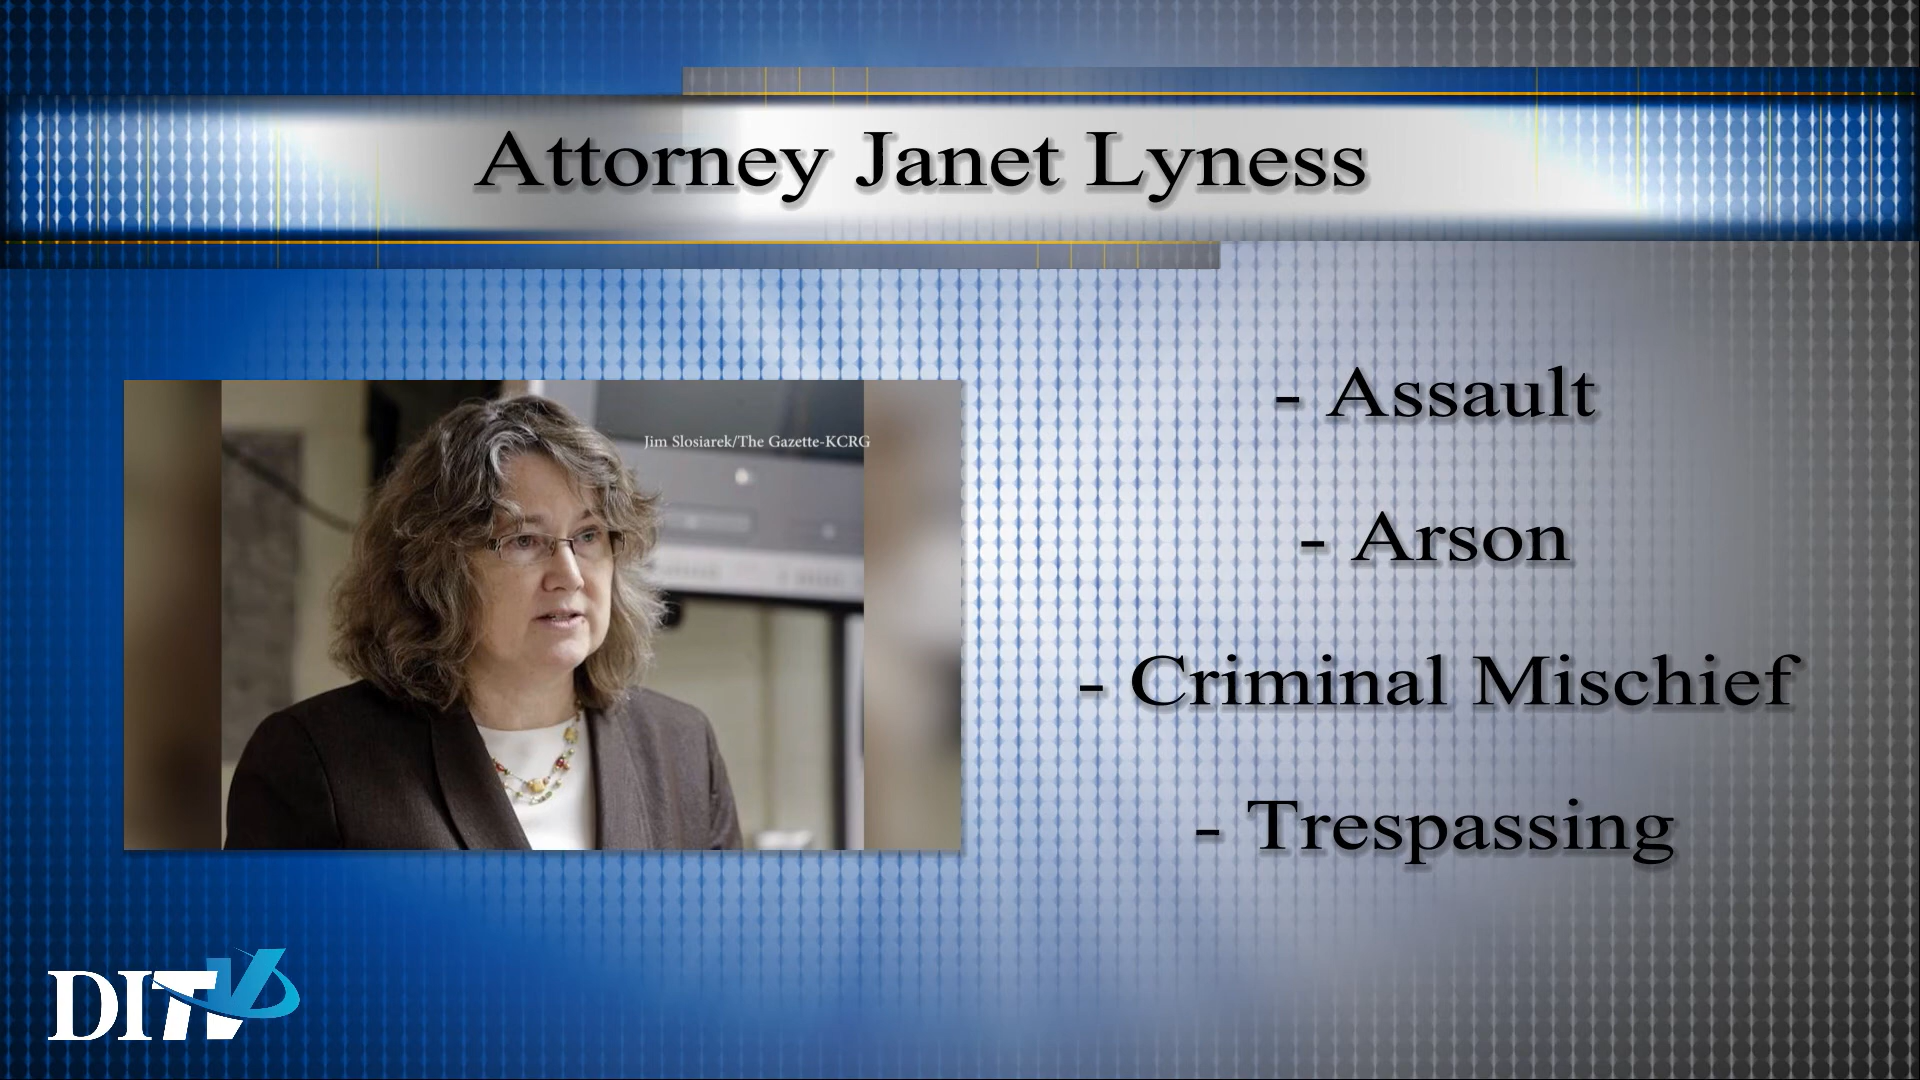 Attorney Janet Lyness
Jim Slosiarek/The Gazette-KCRG
- Assault
- Arson
- Criminal Mischief
- Trespassing
DITV